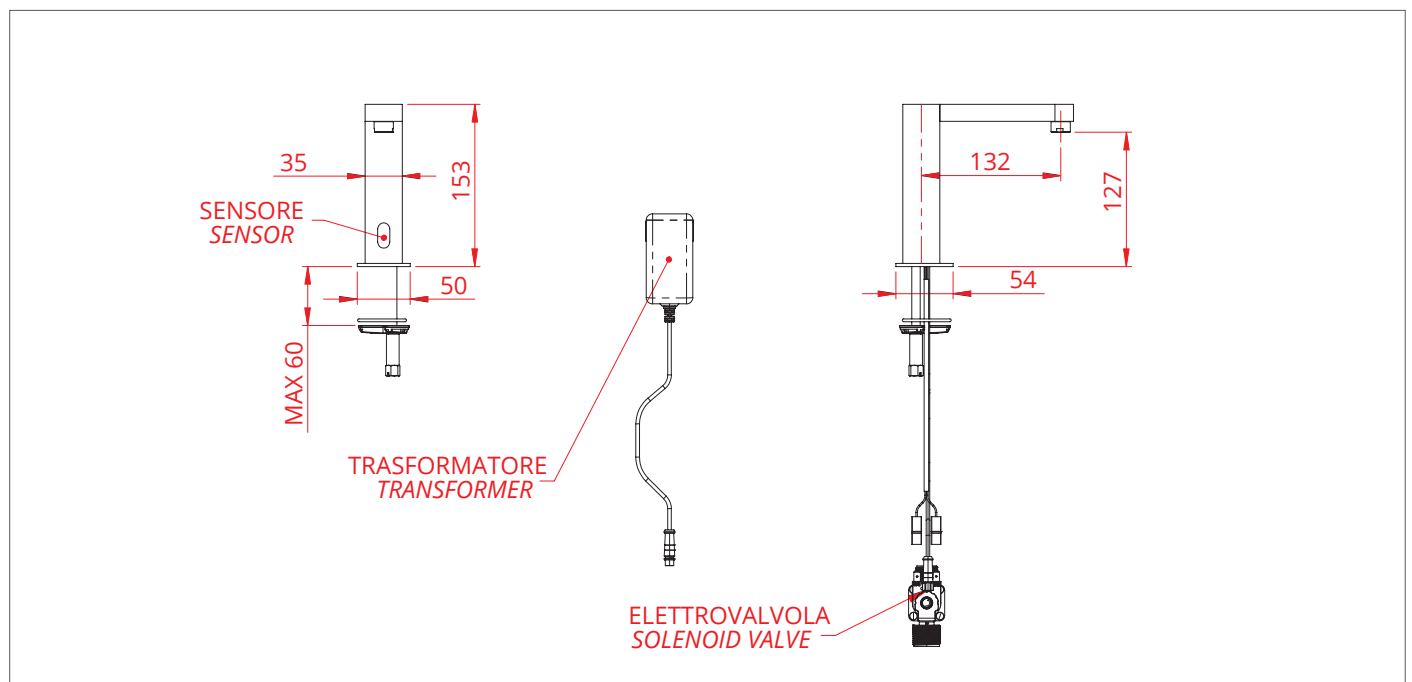 35
153
SENSORE
SENSOR
50
MAX 60
132
127
54
TRASFORMATORE
TRANSFORMER
ELETTROVALVOLA
SOLENOID VALVE